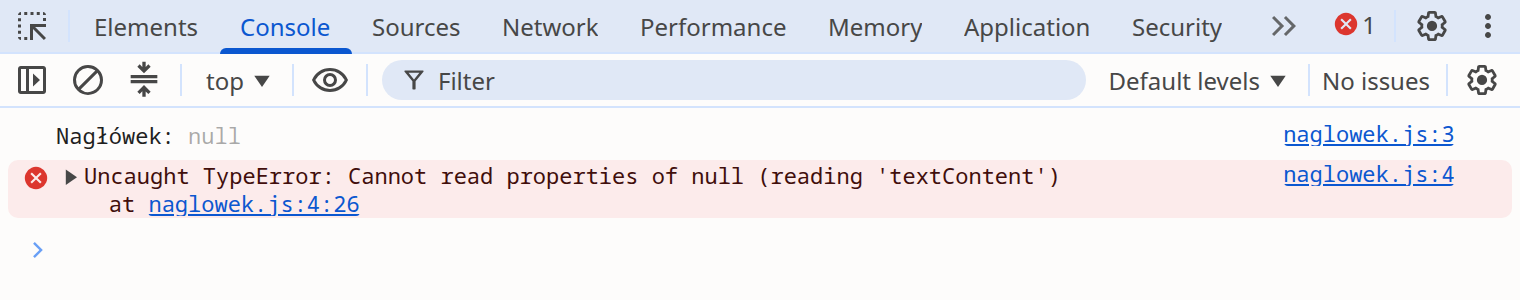 Elements Console Sources Network Performance Memory Application Security 1
top Filter Default levels No issues
Nagłówek: null naglowek.js:3
Uncaught TypeError: Cannot read properties of null (reading 'textContent') naglowek.js:4
at naglowek.js:4:26